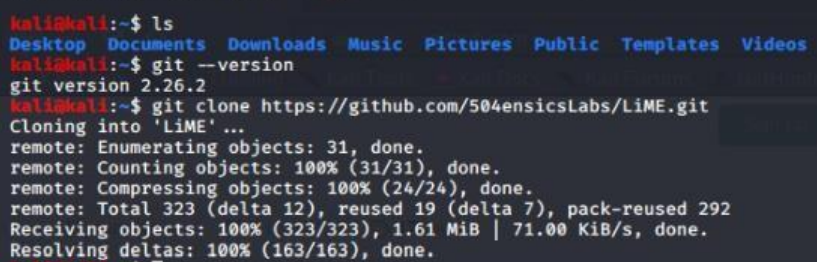 kali@kali:~$ ls
Desktop Documents Downloads Music Pictures Public Templates Videos
kali@kali:~$ git --version
git version 2.26.2
kali@kali:~$ git clone https://github.com/504ensicsLabs/LiME.git
Cloning into 'LiME'...
remote: Enumerating objects: 31, done.
remote: Counting objects: 100% (31/31), done.
remote: Compressing objects: 100% (24/24), done.
remote: Total 323 (delta 12), reused 19 (delta 7), pack-reused 292
Receiving objects: 100% (323/323), 1.61 MiB | 71.00 KiB/s, done.
Resolving deltas: 100% (163/163), done.